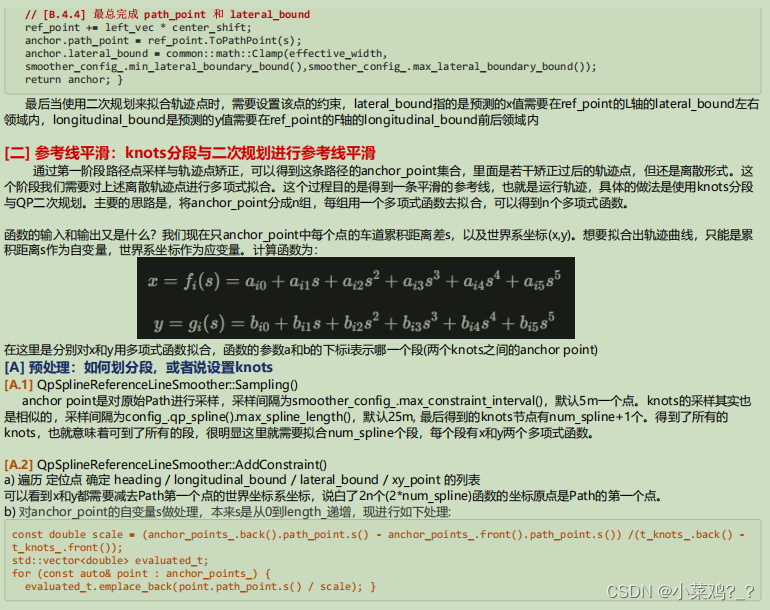 // [B.4.4] 最总完成 path_point 和 lateral_bound
ref_point += left_vec * center_shift;
anchor.path_point = ref_point.ToPathPoint(s);
anchor.lateral_bound = common::math::Clamp(effective_width,
smoother_config_.min_lateral_boundary_bound(),smoother_config_.max_lateral_boundary_bound());
return anchor; }
最后当使用二次规划来拟合轨迹点时，需要设置该点的约束，lateral_bound指的是预测的x值需要在ref_point的L轴的lateral_bound左右
领域内，longitudinal_bound是预测的y值需要在ref_point的F轴的longitudinal_bound前后领域内
[二] 参考线平滑：knots分段与二次规划进行参考线平滑
通过第一阶段路径点采样与轨迹点矫正，可以得到这条路径的anchor_point集合，里面是若干矫正过后的轨迹点，但还是离散形式。这
个阶段我们需要对上述离散轨迹点进行多项式拟合。这个过程目的是得到一条平滑的参考线，也就是运行轨迹，具体的做法是使用knots分段
与QP二次规划。主要的思路是，将anchor_point分成n组，每组用一个多项式函数去拟合，可以得到n个多项式函数。
函数的输入和输出又是什么？我们现在只anchor_point中每个点的车道累积距离差s，以及世界系坐标(x,y)。想要拟合出轨迹曲线，只能是累
积距离s作为自变量，世界系坐标作为应变量。计算函数为：
x = f_i(s) = a_{i0} + a_{i1}s + a_{i2}s^2 + a_{i3}s^3 + a_{i4}s^4 + a_{i5}s^5
y = g_i(s) = b_{i0} + b_{i1}s + b_{i2}s^2 + b_{i3}s^3 + b_{i4}s^4 + b_{i5}s^5
在这里是分别对x和y用多项式函数拟合，函数的参数a和b的下标i表示哪一个段(两个knots之间的anchor point)
[A] 预处理：如何划分段，或者说设置knots
[A.1] QpSplineReferenceLineSmoother::Sampling()
anchor point是对原始Path进行采样，采样间隔为smoother_config_.max_constraint_interval()，默认5m一个点。knots的采样其实也
是相似的，采样间隔为config_.qp_spline().max_spline_length()，默认25m, 最后得到的knots节点有num_spline+1个。得到了所有的
knots，也就意味着可到了所有的段，很明显这里就需要拟合num_spline个段，每个段有x和y两个多项式函数。
[A.2] QpSplineReferenceLineSmoother::AddConstraint()
a) 遍历 定位点 确定 heading / longitudinal_bound / lateral_bound / xy_point 的列表
可以看到x和y都需要减去Path第一个点的世界坐标系坐标，说白了2n个(2*num_spline)函数的坐标原点是Path的第一个点。
b) 对anchor_point的自变量s做处理，本来s是从0到length_递增，现进行如下处理:
const double scale = (anchor_points_.back().path_point.s() - anchor_points_.front().path_point.s()) /(t_knots_.back() -
t_knots_.front());
std::vector<double> evaluated_t;
for (const auto& point : anchor_points_) {
evaluated_t.emplace_back(point.path_point.s() / scale); }
CSDN @小菜鸡?_?